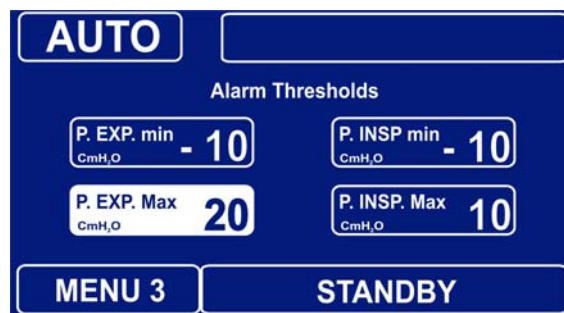 AUTO
Alarm Thresholds
P. EXP. min - 10
CmH₂O
P. INSP min - 10
CmH₂O
P. EXP. Max 20
CmH₂O
P. INSP. Max 10
CmH₂O
MENU 3
STANDBY